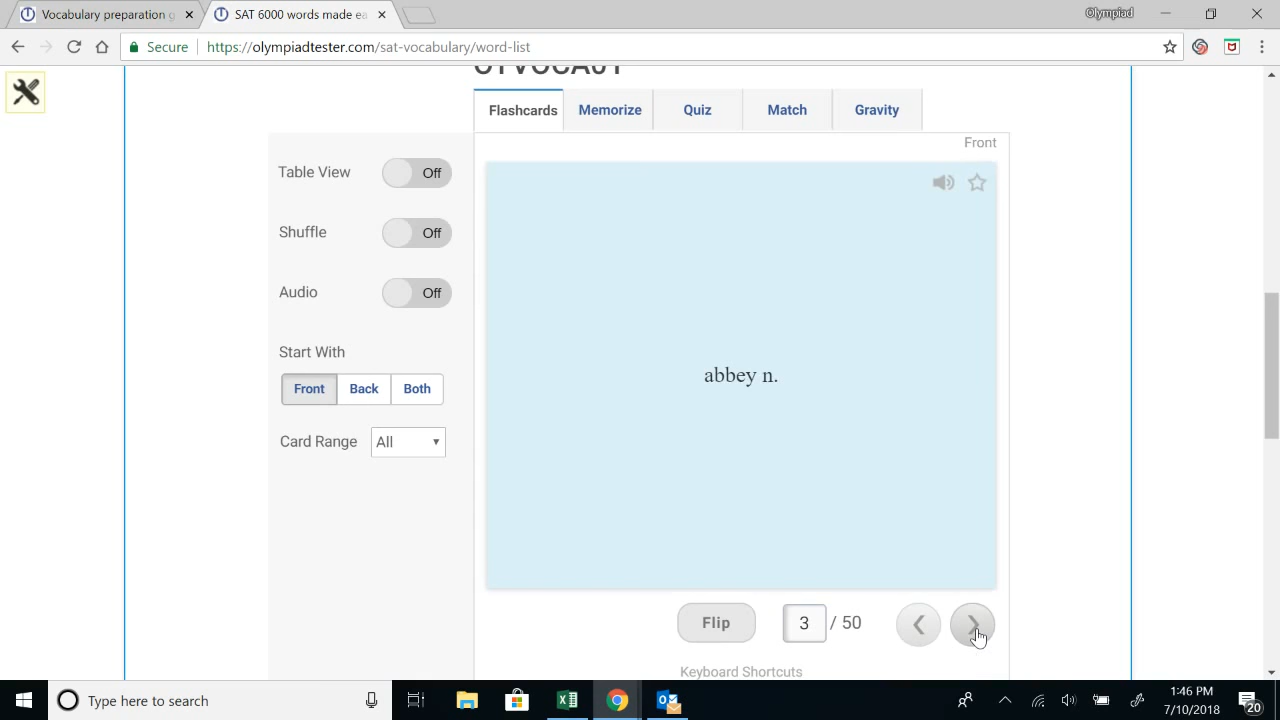 Vocabulary preparation g
SAT 6000 words made ea
Olympiad
Secure
https://olympiadtester.com/sat-vocabulary/word-list
OTVOCA01
Flashcards
Memorize
Quiz
Match
Gravity
Front
Table View
Off
Shuffle
Off
Audio
Off
Start With
Front
Back
Both
Card Range
All
abbey n.
Flip
3
/ 50
Keyboard Shortcuts
Type here to search
1:46 PM
7/10/2018
20